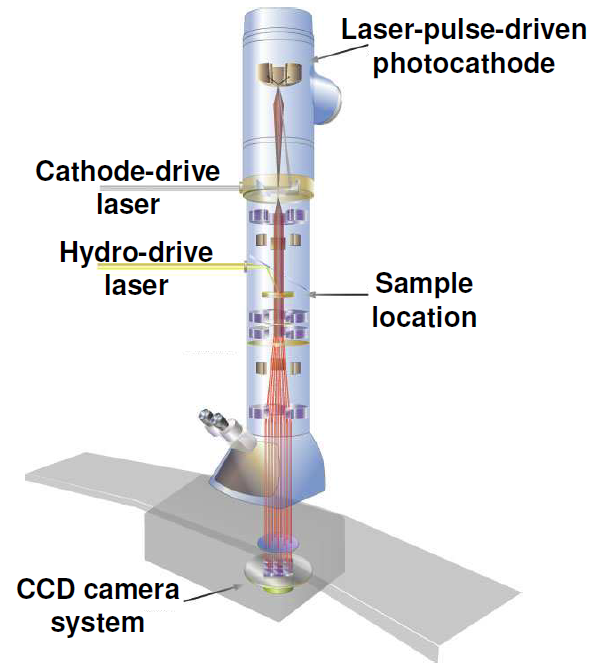 Laser-pulse-driven
photocathode
Cathode-drive
laser
Hydro-drive
laser
Sample
location
CCD camera
system